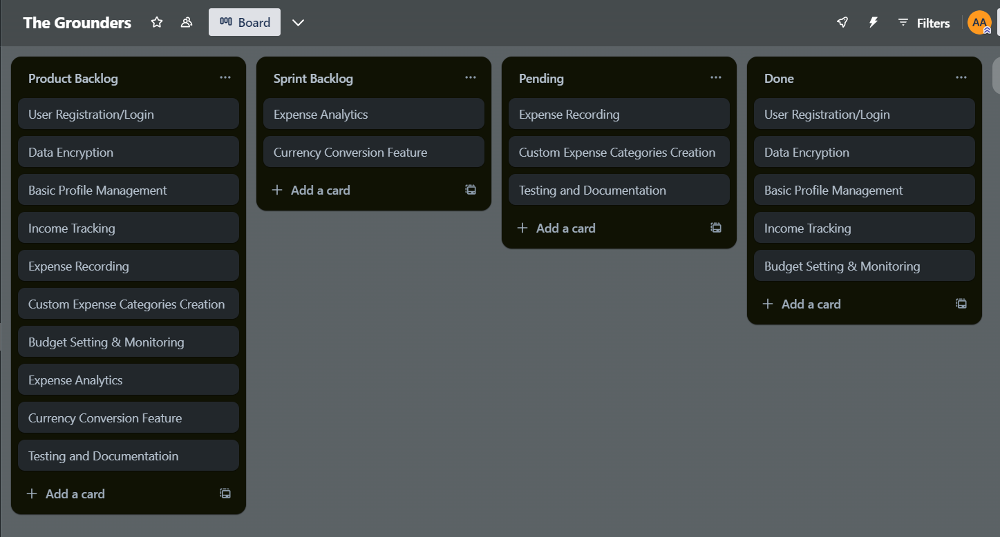 The Grounders
Board
Filters
AA
Product Backlog
User Registration/Login
Data Encryption
Basic Profile Management
Income Tracking
Expense Recording
Custom Expense Categories Creation
Budget Setting & Monitoring
Expense Analytics
Currency Conversion Feature
Testing and Documentatioin
Add a card
Sprint Backlog
Expense Analytics
Currency Conversion Feature
Add a card
Pending
Expense Recording
Custom Expense Categories Creation
Testing and Documentation
Add a card
Done
User Registration/Login
Data Encryption
Basic Profile Management
Income Tracking
Budget Setting & Monitoring
Add a card